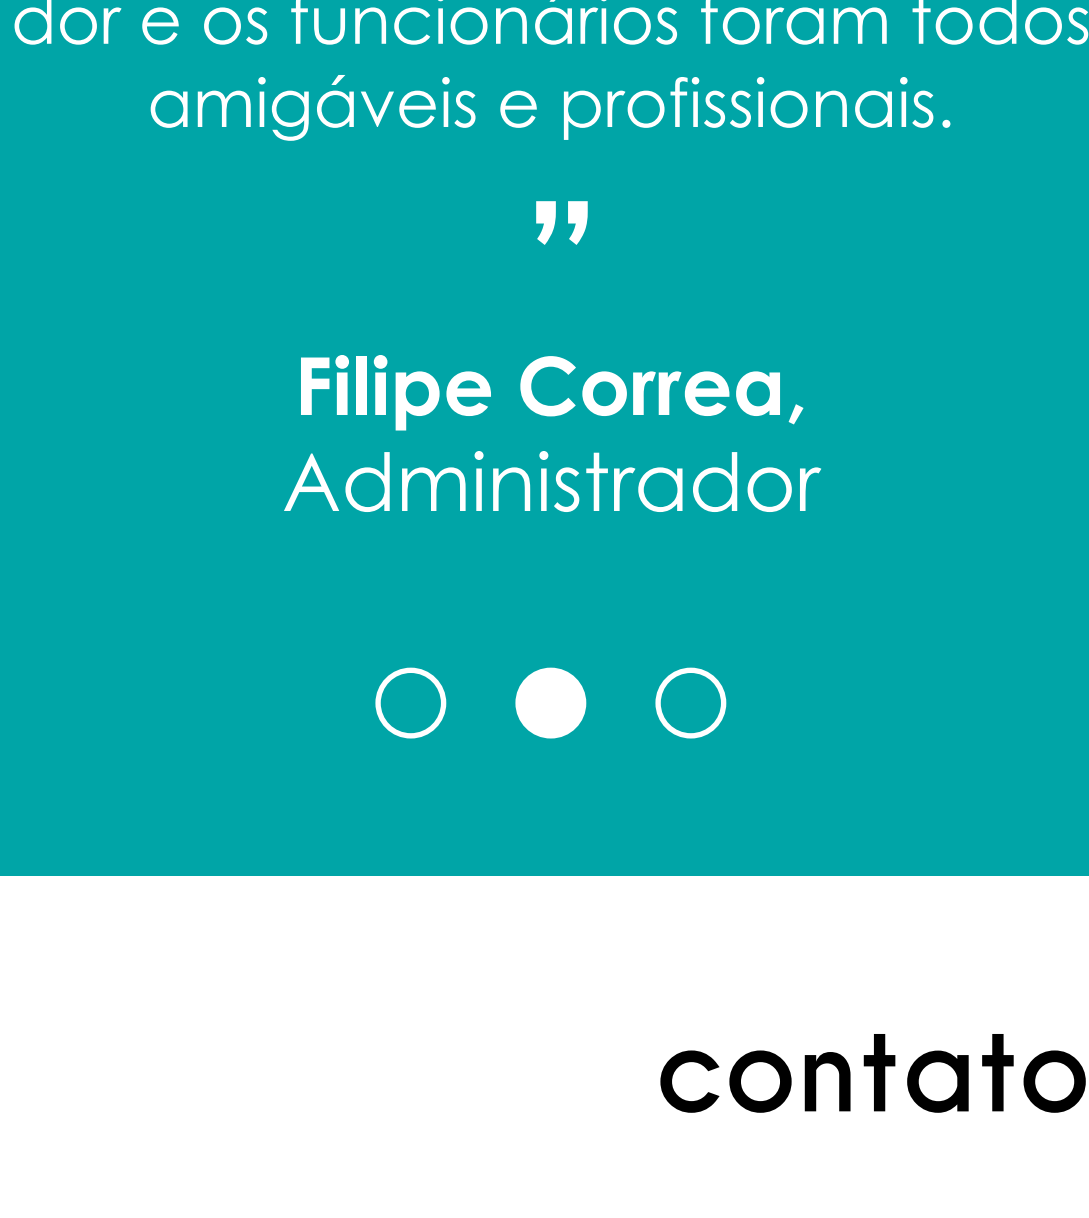 dor e os funcionários foram todos
amigáveis e profissionais.
”
Filipe Correa,
Administrador
contato